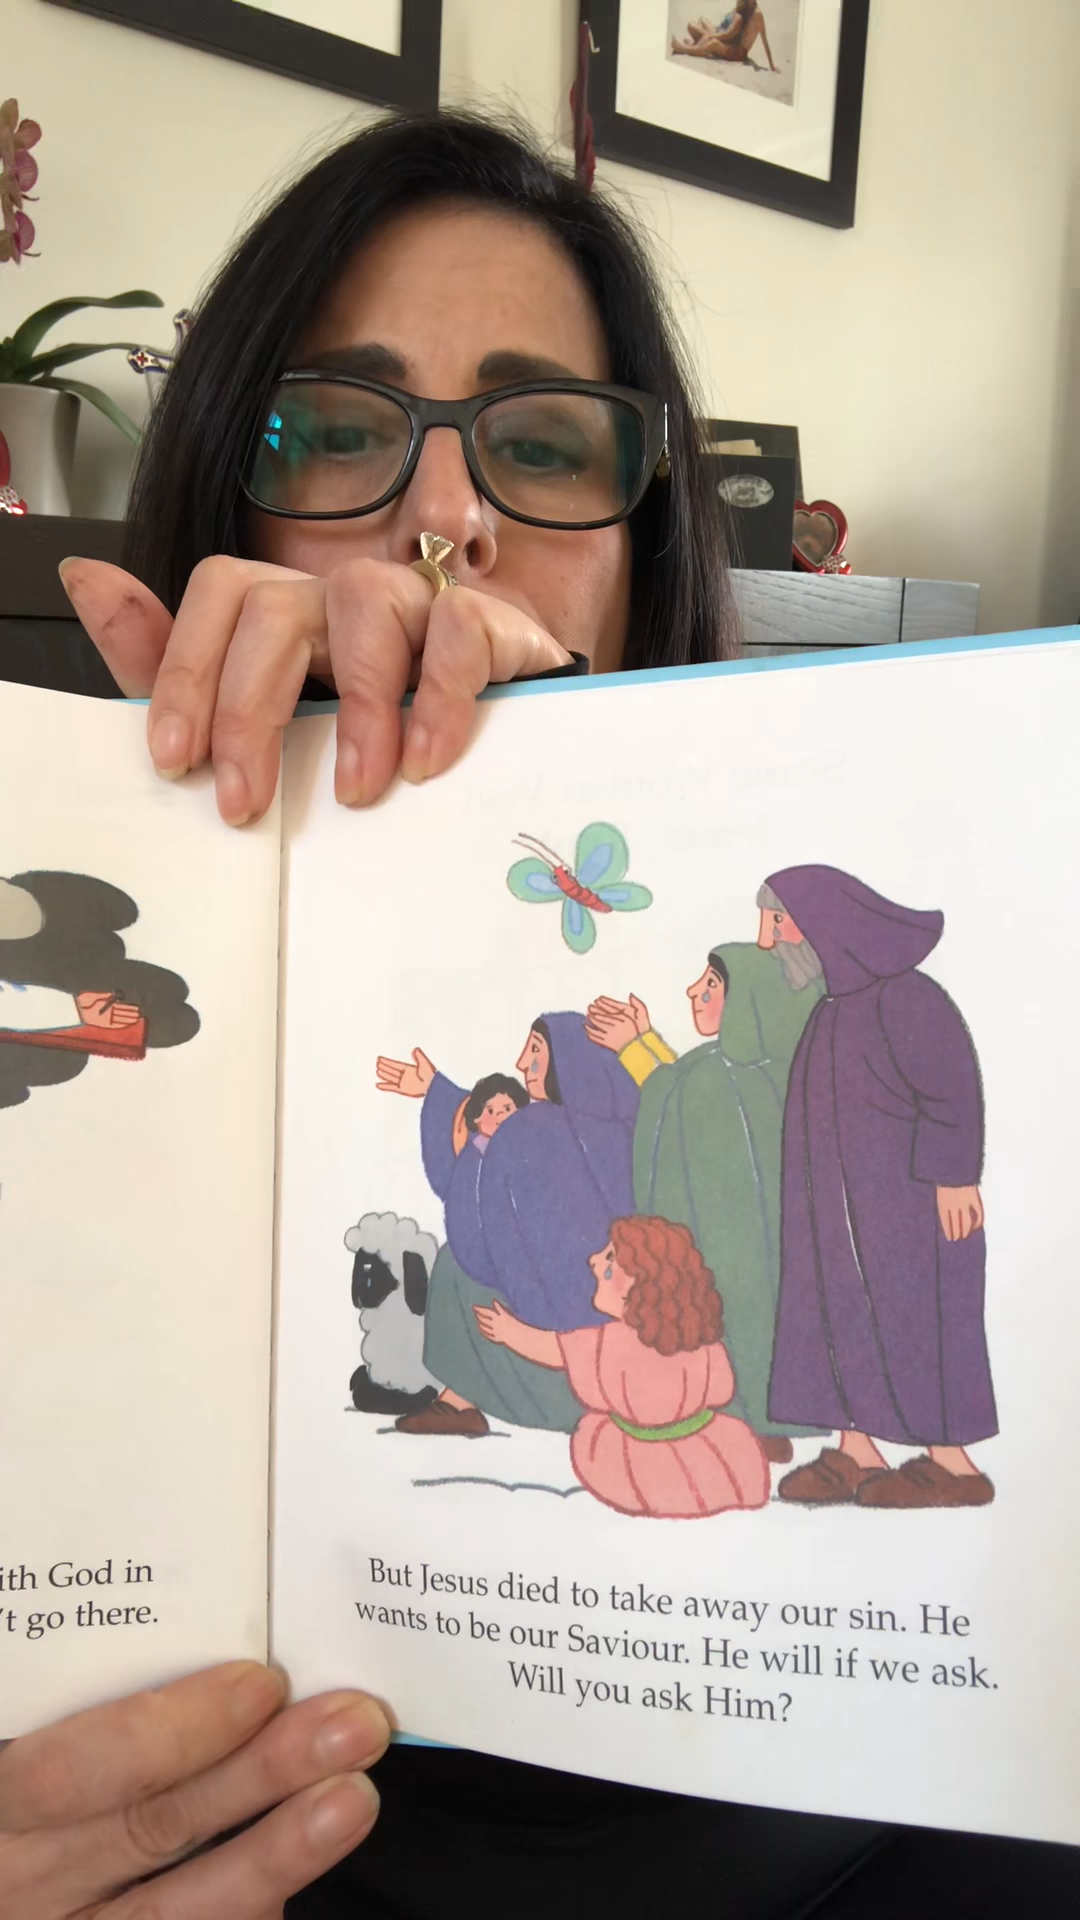 ith God in
't go there.
But Jesus died to take away our sin. He
wants to be our Saviour. He will if we ask.
Will you ask Him?